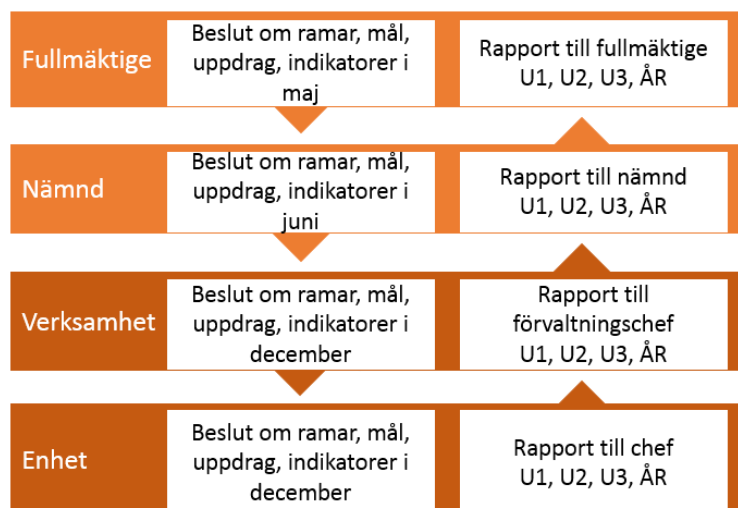 Fullmäktige
Beslut om ramar, mål,
uppdrag, indikatorer i
maj
Rapport till fullmäktige
U1, U2, U3, ÅR
Nämnd
Beslut om ramar, mål,
uppdrag, indikatorer i
juni
Rapport till nämnd
U1, U2, U3, ÅR
Verksamhet
Beslut om ramar, mål,
uppdrag, indikatorer i
december
Rapport till
förvaltningschef
U1, U2, U3, ÅR
Enhet
Beslut om ramar, mål,
uppdrag, indikatorer i
december
Rapport till chef
U1, U2, U3, ÅR